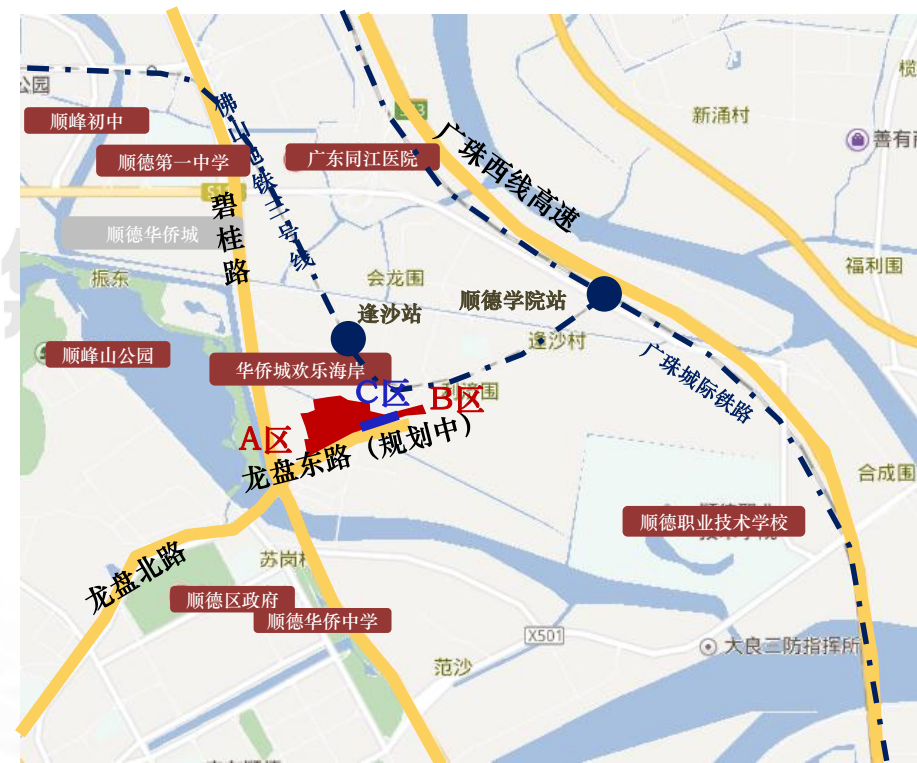 公园
顺峰初中
顺德第一中学
佛山地铁三号线
广东同江医院
广珠西线高速
新涌村
善有
碧桂路
顺德华侨城
振东
会龙围
福利围
逢沙站
顺德学院站
逢沙村
顺峰山公园
华侨城欢乐海岸
广珠城际铁路
C区
B区
A区
龙盘东路（规划中）
合成围
顺德职业技术学校
龙盘北路
苏岗
顺德区政府
顺德华侨中学
X501
大良三防指挥所
范沙